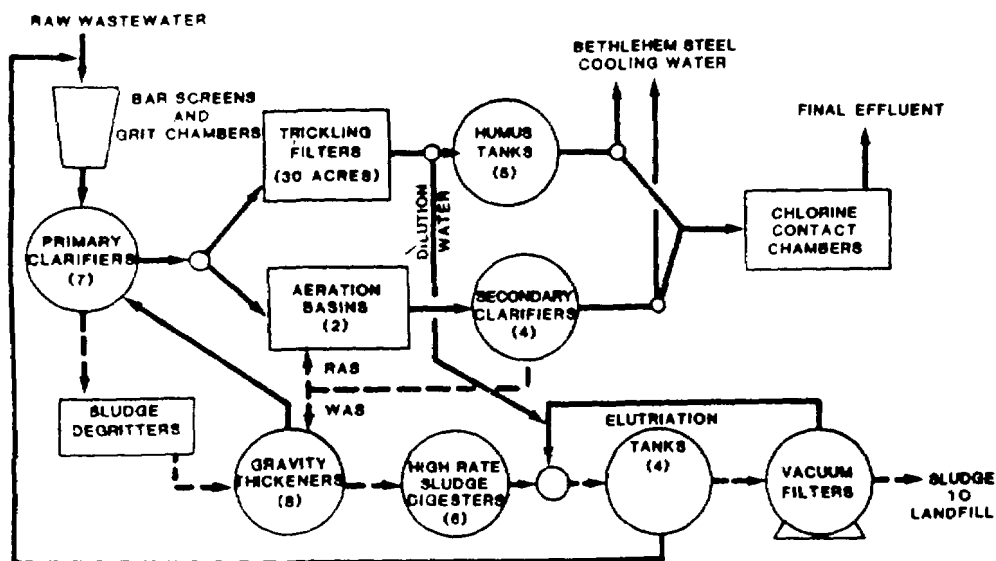 RAW WASTEWATER
BAR SCREENS
AND
GRIT CHAMBERS
TRICKLING
FILTERS
(30 ACRES)
HUMUS
TANKS
BETHLEHEM STEEL
COOLING WATER
FINAL EFFLUENT
CHLORINE
CONTACT
CHAMBERS
DILUTION
WATER
PRIMARY
CLARIFIERS
(7)
AERATION
BASINS
(2)
SECONDARY
CLARIFIERS
(4)
RAS
WAS
SLUDGE
DEGRITTERS
GRAVITY
THICKENERS
(8)
HIGH RATE
SLUDGE
DIGESTERS
(6)
ELUTRIATION
TANKS
(4)
VACUUM
FILTERS
SLUDGE
TO
LANDFILL